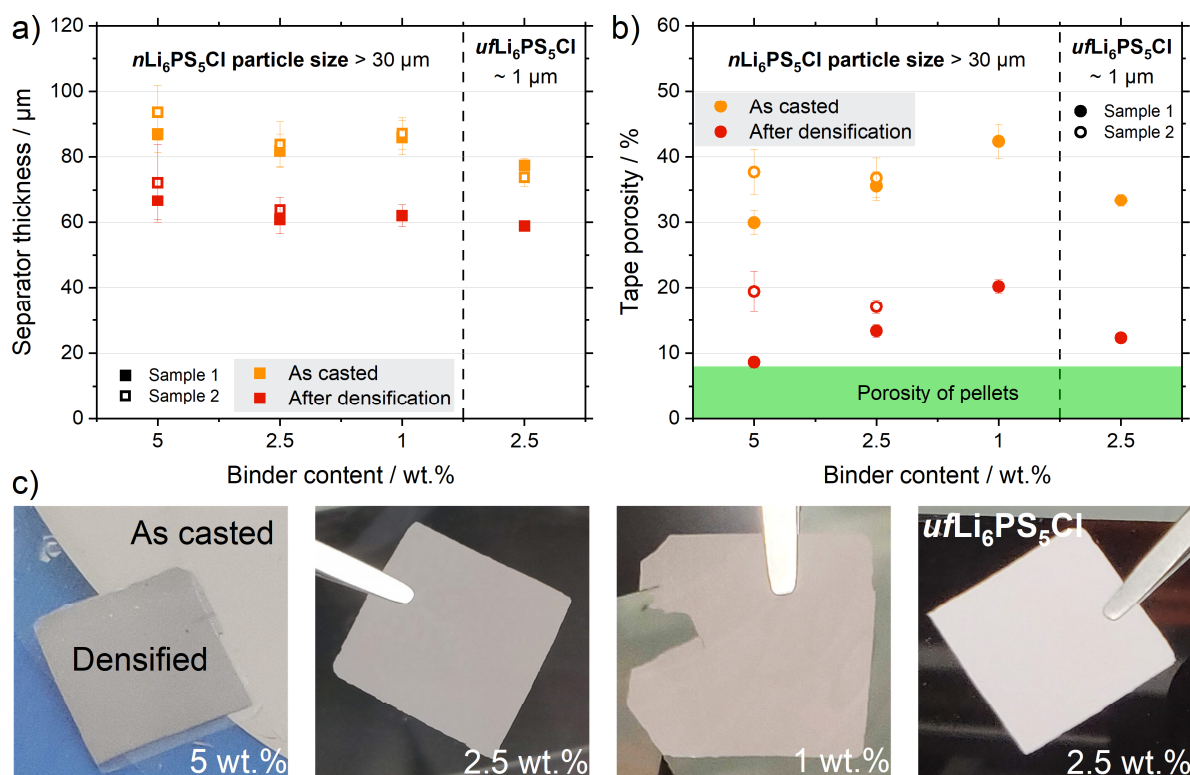 a)
120
100
80
60
40
20
0
Separator thickness / µm
nLi₆PS₅Cl particle size > 30 µm
ufLi₆PS₅Cl
~ 1 µm
Sample 1
Sample 2
As casted
After densification
5
2.5
1
2.5
Binder content / wt.%
b)
60
50
40
30
20
10
0
Tape porosity / %
nLi₆PS₅Cl particle size > 30 µm
ufLi₆PS₅Cl
~ 1 µm
As casted
After densification
Sample 1
Sample 2
Porosity of pellets
5
2.5
1
2.5
Binder content / wt.%
c)
As casted
Densified
5 wt.%
2.5 wt.%
1 wt.%
ufLi₆PS₅Cl
2.5 wt.%